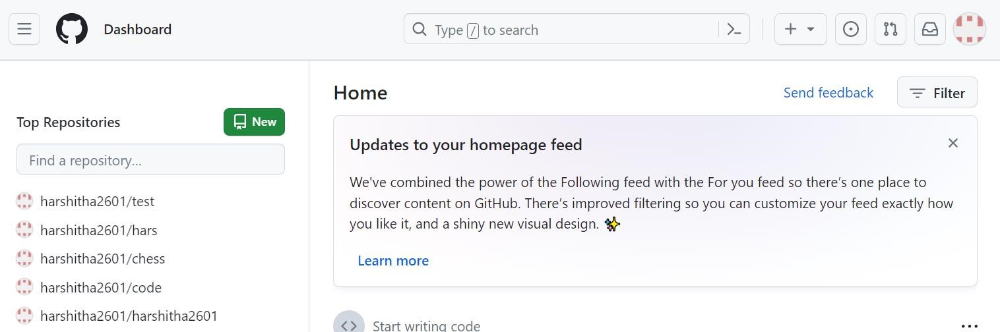 Dashboard
Type / to search
Top Repositories
New
Find a repository...
harshitha2601/test
harshitha2601/hars
harshitha2601/chess
harshitha2601/code
harshitha2601/harshitha2601
Home
Send feedback
Filter
Updates to your homepage feed
We've combined the power of the Following feed with the For you feed so there’s one place to
discover content on GitHub. There’s improved filtering so you can customize your feed exactly how
you like it, and a shiny new visual design. ✨
Learn more
Start writing code